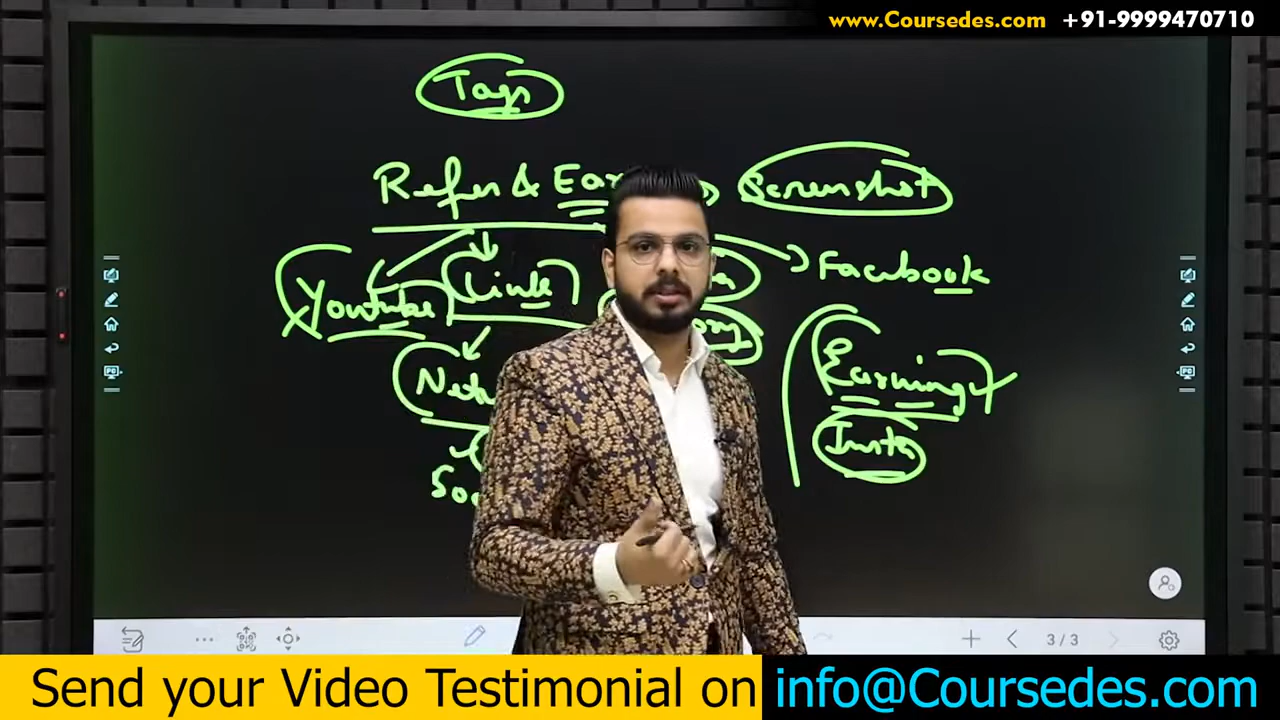 www.Coursedes.com +91-9999470710
Tags
Refer & Screenshot
Youtube Link Facebook
Earning
Insta
3/3
Send your Video Testimonial on info@Coursedes.com